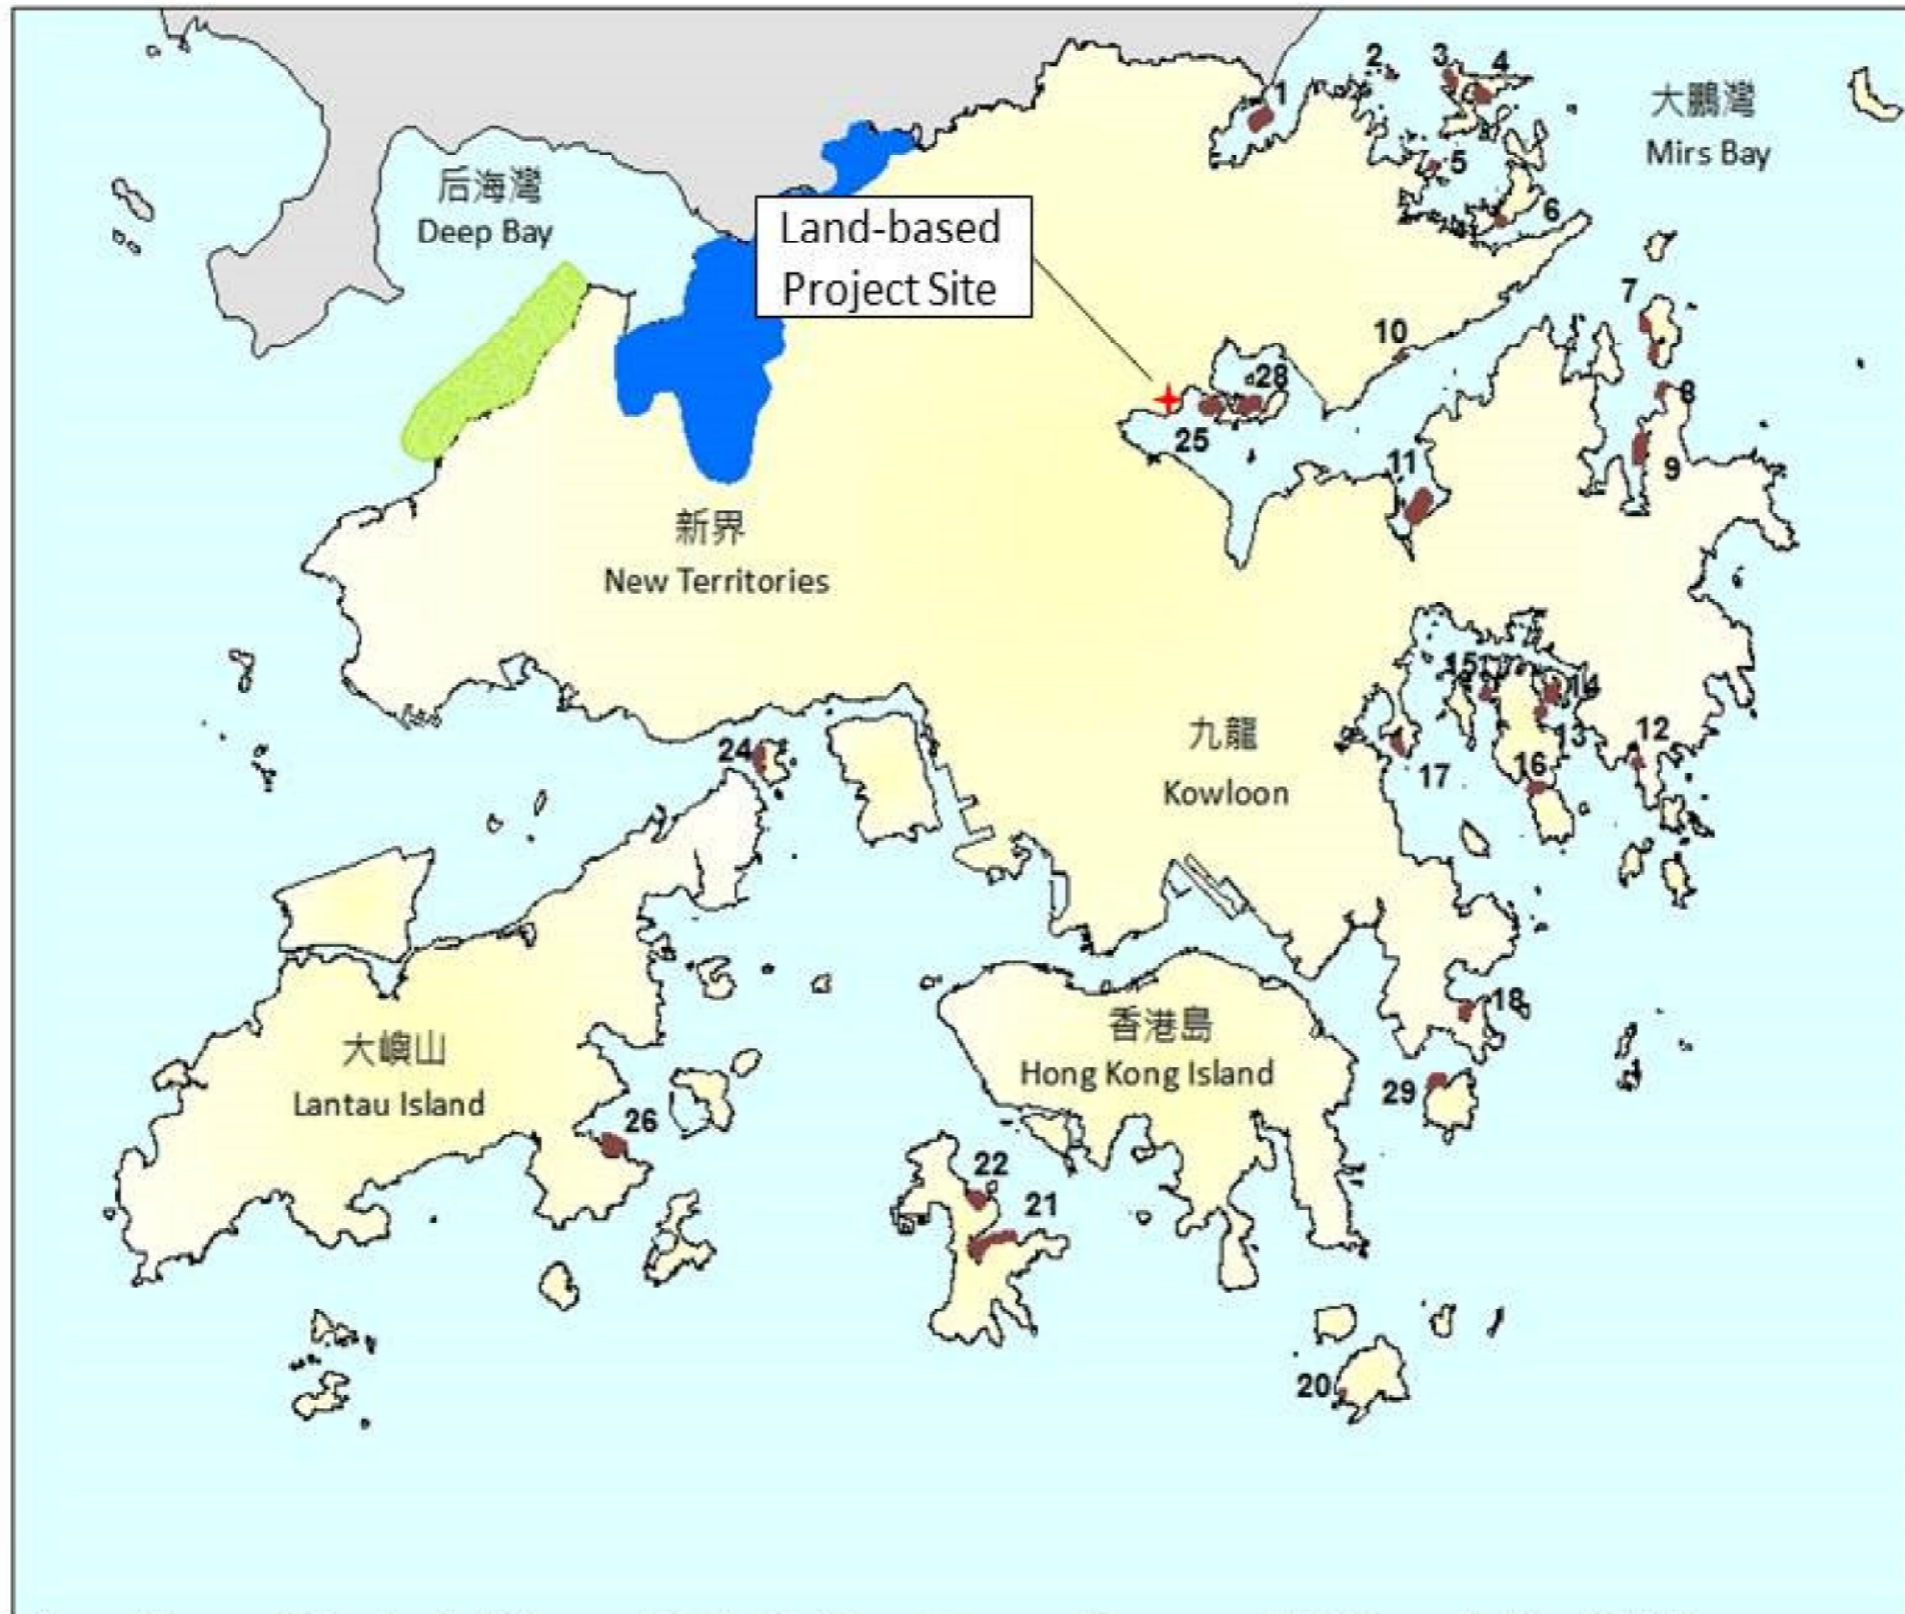 2
3
4
1
大鵬灣
Mirs Bay
后海灣
Deep Bay
5
6
Land-based
Project Site
7
10
28
8
25
11
9
新界
New Territories
15
14
12
13
24
九龍
Kowloon
16
17
18
香港島
Hong Kong Island
大嶼山
Lantau Island
29
26
22
21
20